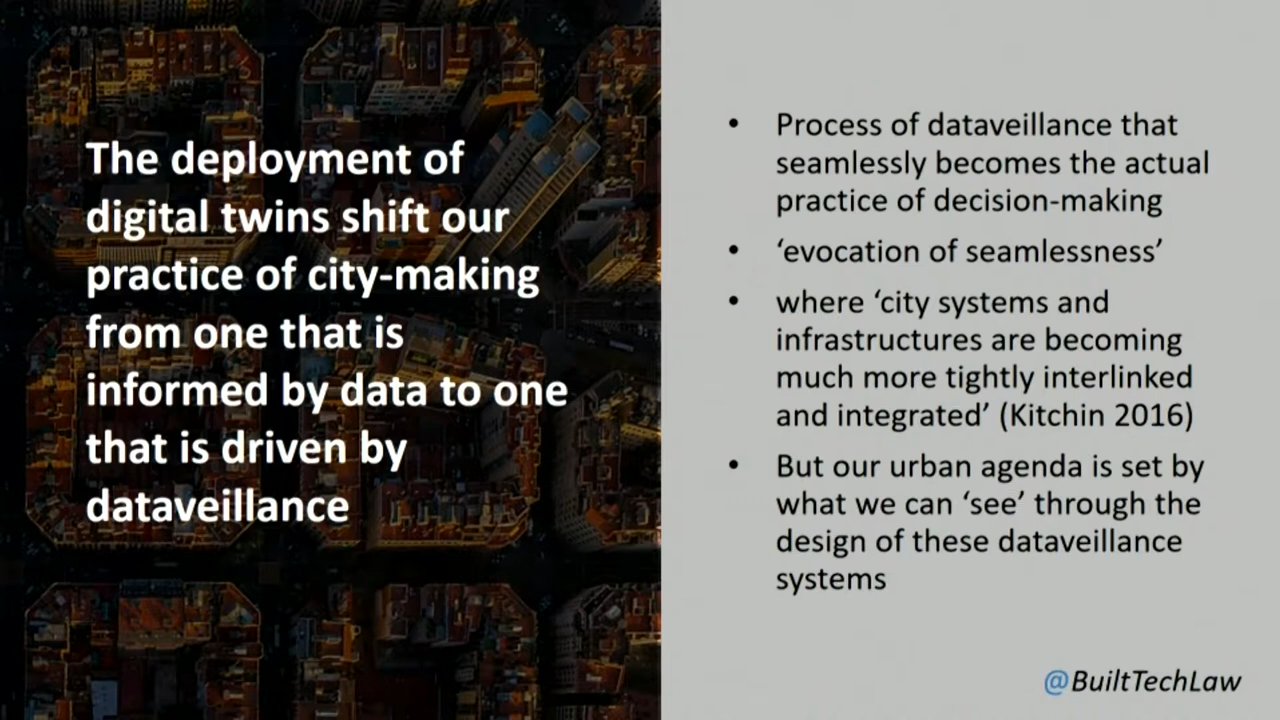 The deployment of
digital twins shift our
practice of city-making
from one that is
informed by data to one
that is driven by
dataveillance
• Process of dataveillance that
seamlessly becomes the actual
practice of decision-making
• ‘evocation of seamlessness’
• where ‘city systems and
infrastructures are becoming
much more tightly interlinked
and integrated’ (Kitchin 2016)
• But our urban agenda is set by
what we can ‘see’ through the
design of these dataveillance
systems
@BuiltTechLaw